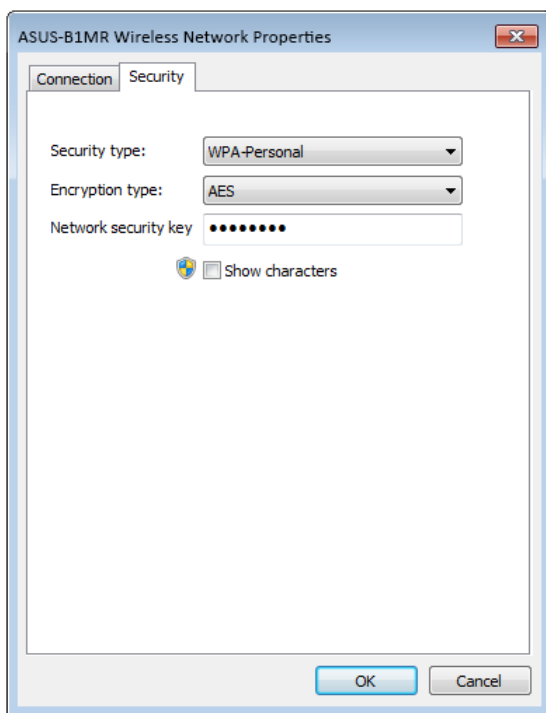 ASUS-B1MR Wireless Network Properties
Connection Security
Security type: WPA-Personal
Encryption type: AES
Network security key ●●●●●●●●
Show characters
OK Cancel